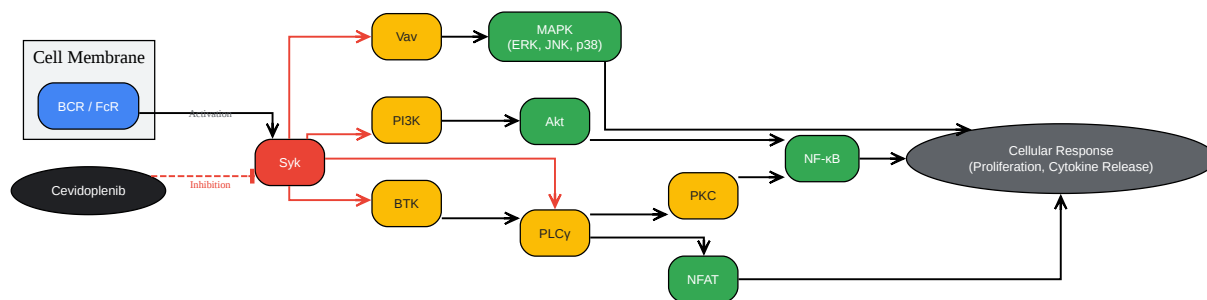 Cell Membrane
BCR / FcR
Activation
Cevidoplenib
Inhibition
Syk
Vav
MAPK
(ERK, JNK, p38)
PI3K
Akt
BTK
PLCγ
PKC
NFAT
NF-κB
Cellular Response
(Proliferation, Cytokine Release)